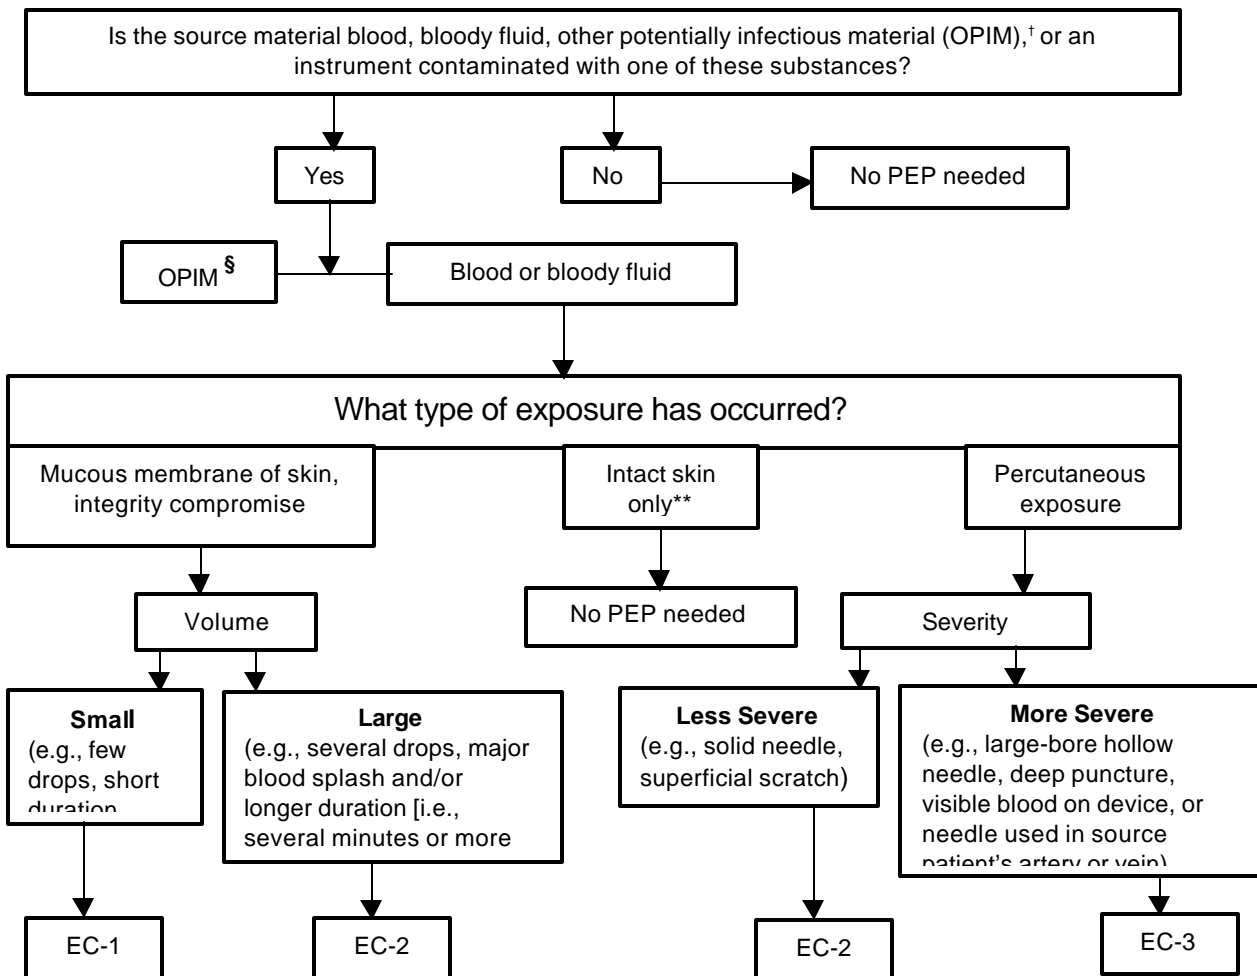 Is the source material blood, bloody fluid, other potentially infectious material (OPIM),† or an
instrument contaminated with one of these substances?
Yes
No
No PEP needed
OPIM §
Blood or bloody fluid
What type of exposure has occurred?
Mucous membrane of skin,
integrity compromise
Intact skin
only**
Percutaneous
exposure
Volume
No PEP needed
Severity
Small
(e.g., few
drops, short
duration
Large
(e.g., several drops, major
blood splash and/or
longer duration [i.e.,
several minutes or more
Less Severe
(e.g., solid needle,
superficial scratch)
More Severe
(e.g., large-bore hollow
needle, deep puncture,
visible blood on device, or
needle used in source
patient's artery or vein)
EC-1
EC-2
EC-2
EC-3